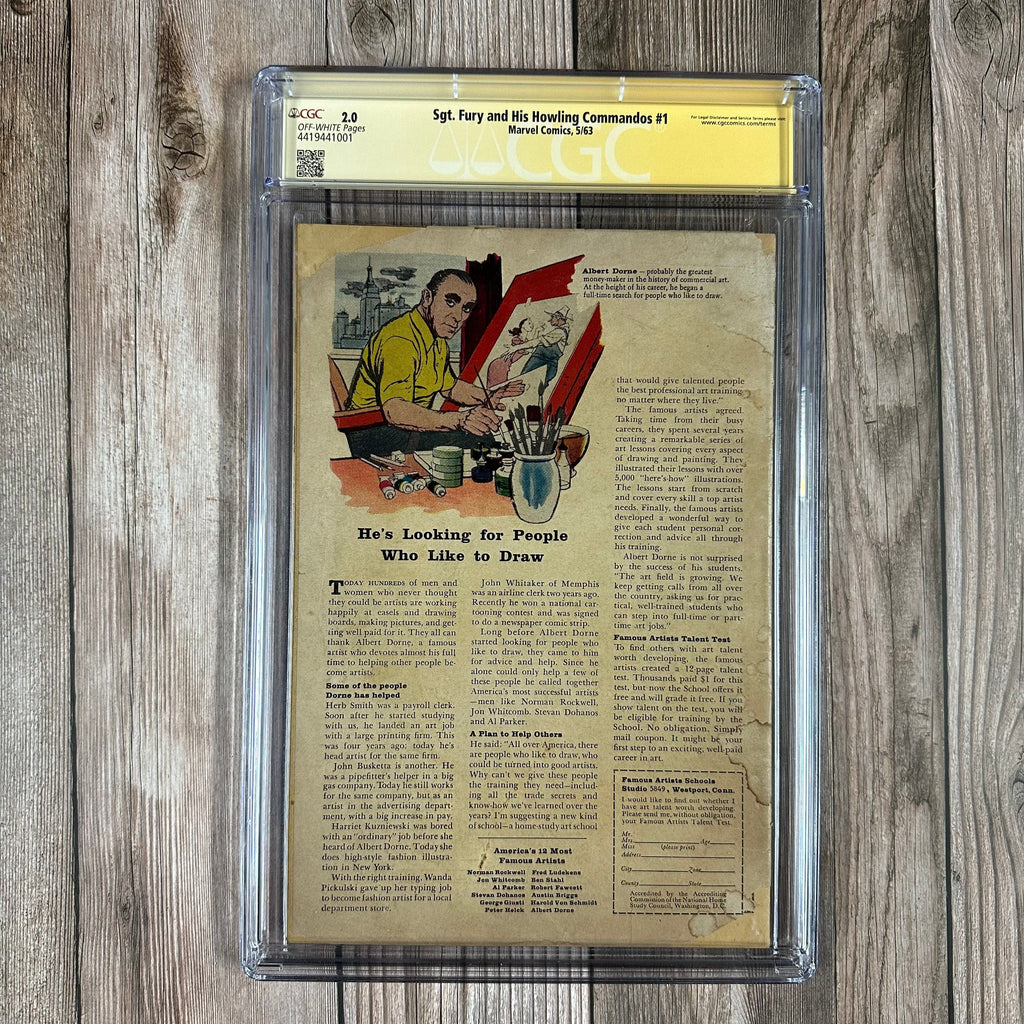 CGC 2.0
OFF-WHITE Pages
4419441001
Sgt. Fury and His Howling Commandos #1
Marvel Comics, 5/63
For Legal Disclaimer and Service Terms please visit:
www.cgccomics.com/terms
CGC
Albert Dorne — probably the greatest
money-maker in the history of commercial art.
At the height of his career, he began a
full-time search for people who like to draw.
He's Looking for People
Who Like to Draw
TODAY HUNDREDS of men and
women who never thought
they could be artists are working
happily at easels and drawing
boards, making pictures, and get-
ting well paid for it. They all can
thank Albert Dorne, a famous
artist who devotes almost his full
time to helping other people be-
come artists.
Some of the people
Dorne has helped
Herb Smith was a payroll clerk.
Soon after he started studying
with us, he landed an art job
with a large printing firm. This
was four years ago; today he's
head artist for the same firm.
John Busketta is another. He
was a pipefitter's helper in a big
gas company. Today he still works
for the same company, but as an
artist in the advertising depart-
ment, with a big increase in pay.
Harriet Kuzniewski was bored
with an "ordinary" job before she
heard of Albert Dorne. Today she
does high-style fashion illustra-
tion in New York.
With the right training, Wanda
Pickulski gave up her typing job
to become fashion artist for a local
department store.
John Whitaker of Memphis
was an airline clerk two years ago.
Recently he won a national car-
tooning contest and was signed
to do a newspaper comic strip.
Long before Albert Dorne
started looking for people who
like to draw, they came to him
for advice and help. Since he
alone could only help a few of
these people he called together
America's most successful artists
—men like Norman Rockwell,
Jon Whitcomb, Stevan Dohanos
and Al Parker.
A Plan to Help Others
He said: "All over America, there
are people who like to draw, who
could be turned into good artists.
Why can't we give these people
the training they need—includ-
ing all the trade secrets and
know-how we've learned over the
years? I'm suggesting a new kind
of school—a home-study art school
America's 12 Most
Famous Artists
Norman Rockwell Fred Ludekens
Jon Whitcomb Ben Stahl
Al Parker Robert Fawcett
Stevan Dohanos Austin Briggs
George Giusti Harold Von Schmidt
Peter Helck Albert Dorne
that would give talented people
the best professional art training
no matter where they live."
The famous artists agreed.
Taking time from their busy
careers, they spent several years
creating a remarkable series of
art lessons covering every aspect
of drawing and painting. They
illustrated their lessons with over
5,000 "here's-how" illustrations.
The lessons start from scratch
and cover every skill a top artist
needs. Finally, the famous artists
developed a wonderful way to
give each student personal cor-
rection and advice all through
his training.
Albert Dorne is not surprised
by the success of his students.
"The art field is growing. We
keep getting calls from all over
the country, asking us for prac-
tical, well-trained students who
can step into full-time or part-
time art jobs."
Famous Artists Talent Test
To find others with art talent
worth developing, the famous
artists created a 12-page talent
test. Thousands paid $1 for this
test, but now the School offers it
free and will grade it free. If you
show talent on the test, you will
be eligible for training by the
School. No obligation. Simply
mail coupon. It might be your
first step to an exciting, well-paid
career in art.
Famous Artists Schools
Studio 5849, Westport, Conn.
I would like to find out whether I
have art talent worth developing.
Please send me, without obligation,
your Famous Artists Talent Test.
Mr.
Mrs. Age
Miss (please print)
Address
City Zone
County State
Accredited by the Accrediting
Commission of the National Home
Study Council, Washington, D.C.